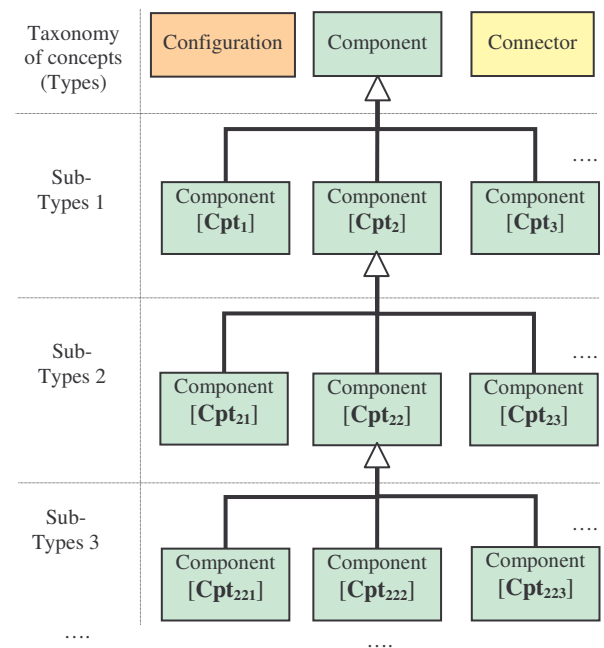 Taxonomy
of concepts
(Types)
Configuration
Component
Connector
Sub-
Types 1
....
Component
[Cpt₁]
Component
[Cpt₂]
Component
[Cpt₃]
Sub-
Types 2
....
Component
[Cpt₂₁]
Component
[Cpt₂₂]
Component
[Cpt₂₃]
Sub-
Types 3
....
Component
[Cpt₂₂₁]
Component
[Cpt₂₂₂]
Component
[Cpt₂₂₃]
....
....